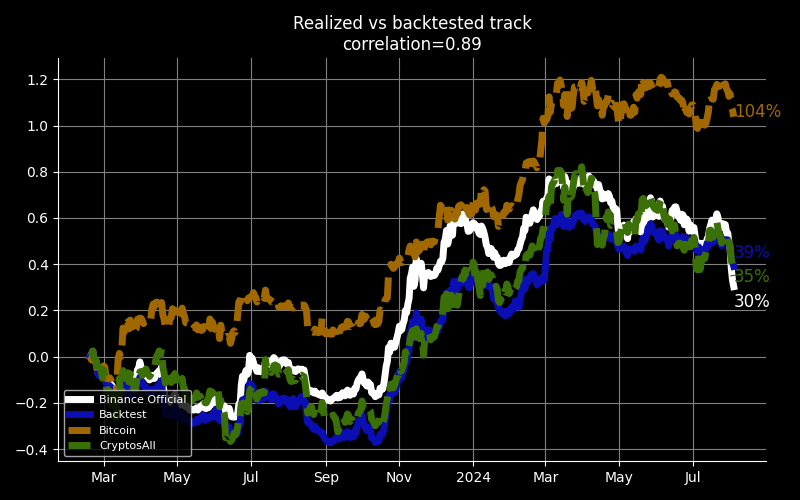 Realized vs backtested track
correlation=0.89
1.2
1.0
0.8
0.6
0.4
0.2
0.0
−0.2
−0.4
104%
39%
35%
30%
Binance Official
Backtest
Bitcoin
CryptosAll
Mar May Jul Sep Nov 2024 Mar May Jul